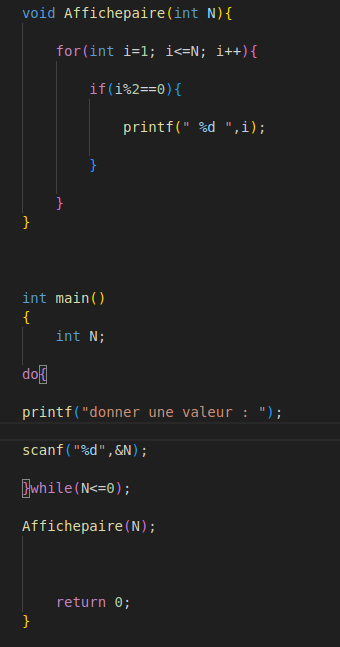 void Affichepaire(int N){
for(int i=1; i<=N; i++){
if(i%2==0){
printf(" %d ",i);
}
}
}
int main()
{
int N;
do{
printf("donner une valeur : ");
scanf("%d",&N);
}while(N<=0);
Affichepaire(N);
return 0;
}